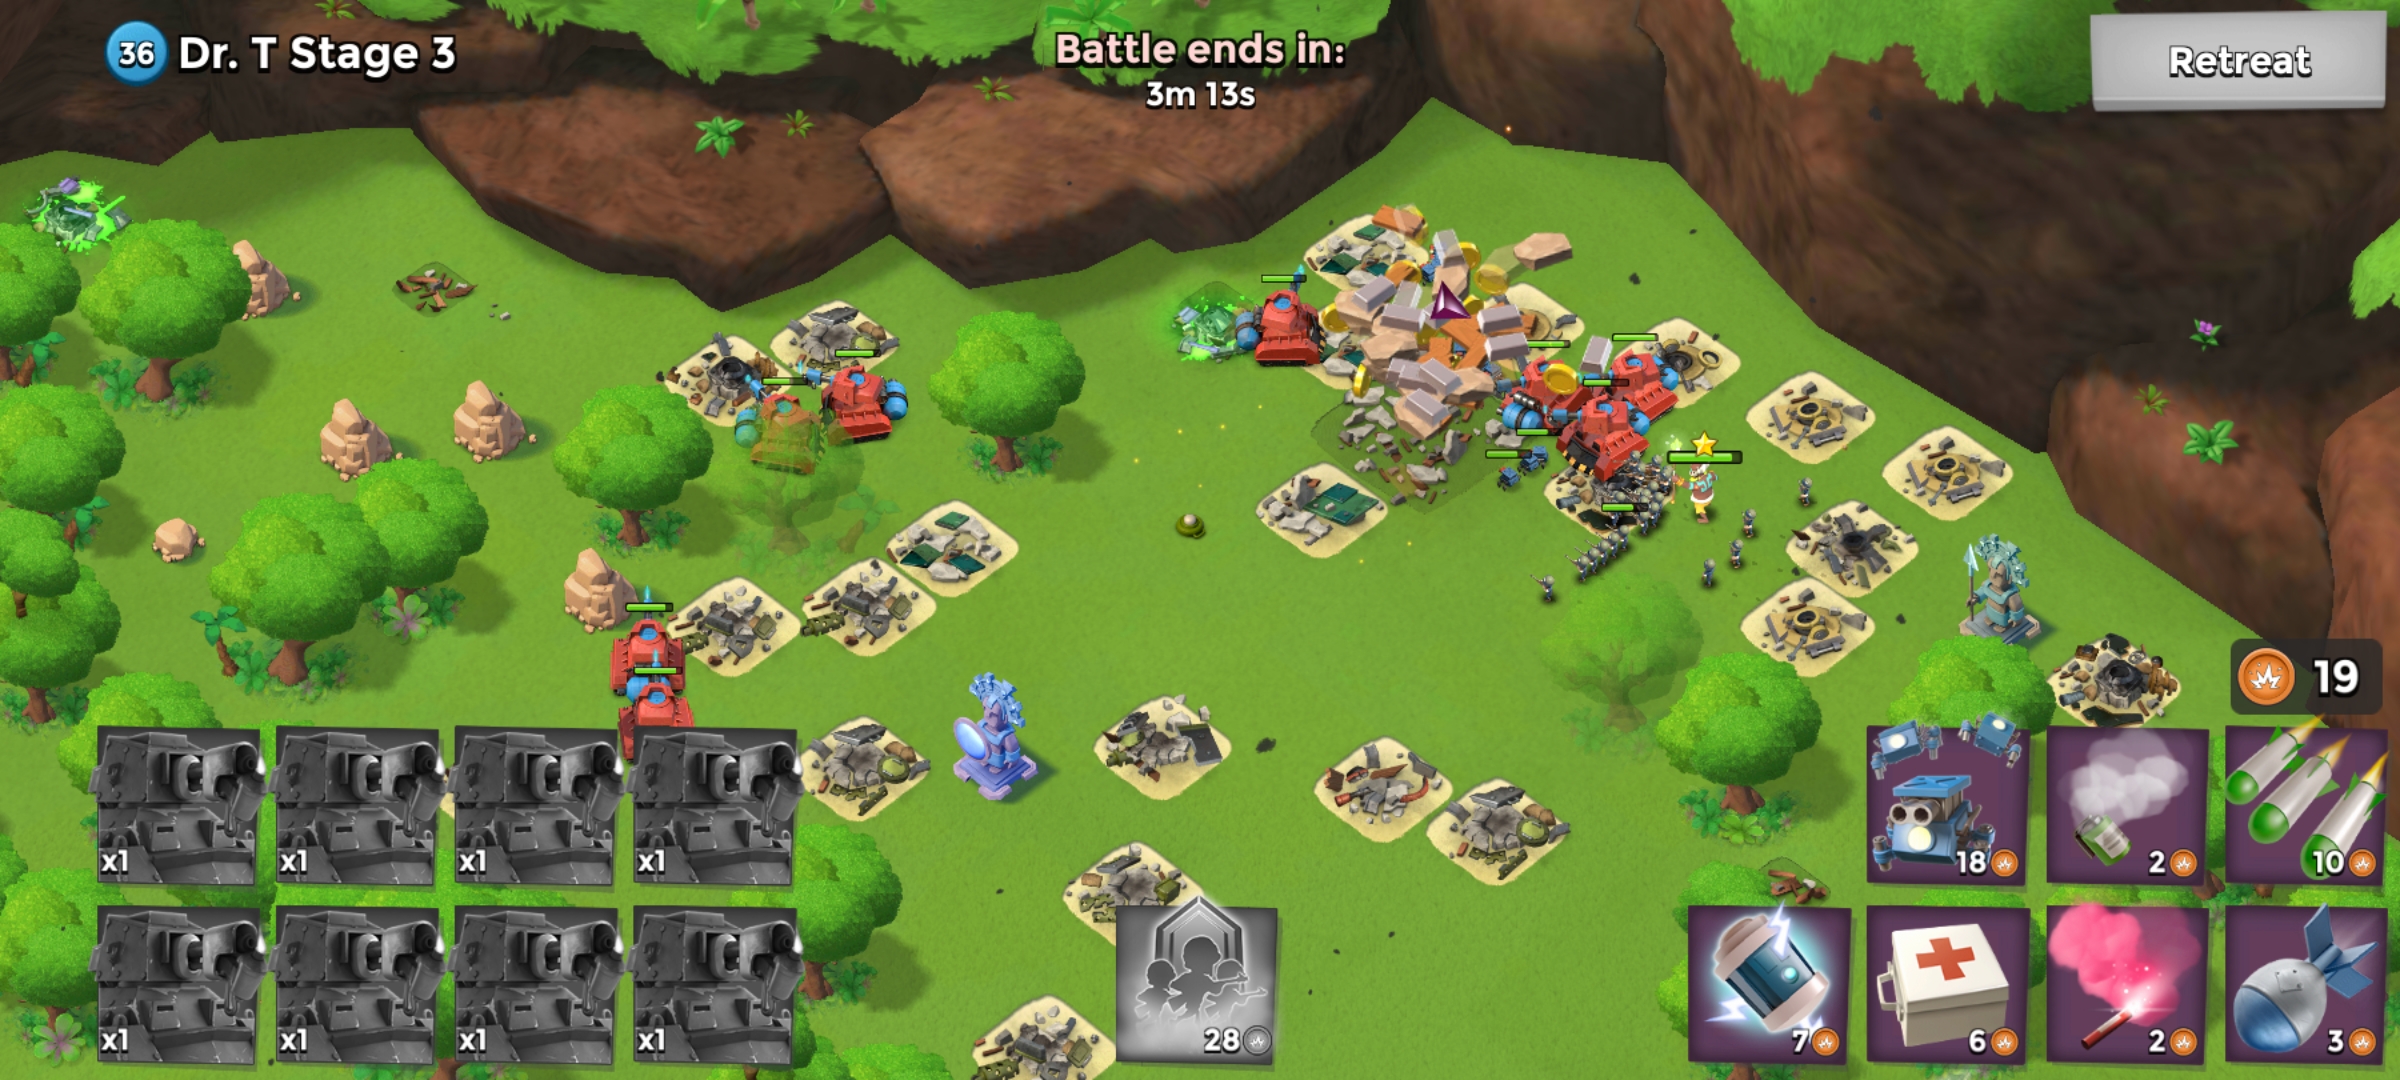 36 Dr. T Stage 3
Battle ends in:
3m 13s
Retreat
19
x1 x1 x1 x1
18 2 10
x1 x1 x1 x1
28
7 6 2 3